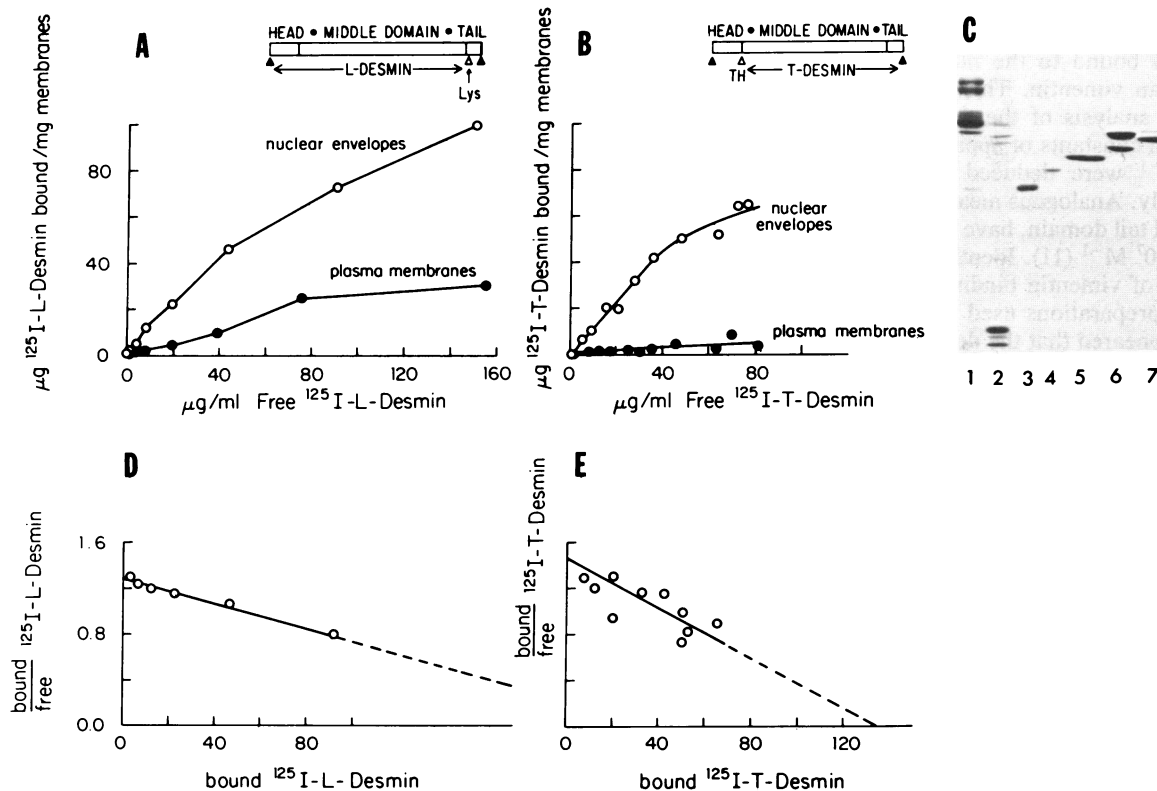 A
HEAD • MIDDLE DOMAIN • TAIL
L-DESMIN
Lys
µg ¹²⁵I-L-Desmin bound/mg membranes
80
40
0
nuclear envelopes
plasma membranes
0 40 80 120 160
µg/ml Free ¹²⁵I-L-Desmin
B
HEAD • MIDDLE DOMAIN • TAIL
TH
T-DESMIN
µg ¹²⁵I-T-Desmin bound/mg membranes
nuclear
envelopes
plasma membranes
0 40 80
µg/ml Free ¹²⁵I-T-Desmin
C
1 2 3 4 5 6 7
D
bound
free
¹²⁵I-L-Desmin
1.6
0.8
0.0
0 40 80
bound ¹²⁵I-L-Desmin
E
bound
free
¹²⁵I-T-Desmin
0 40 80 120
bound ¹²⁵I-T-Desmin